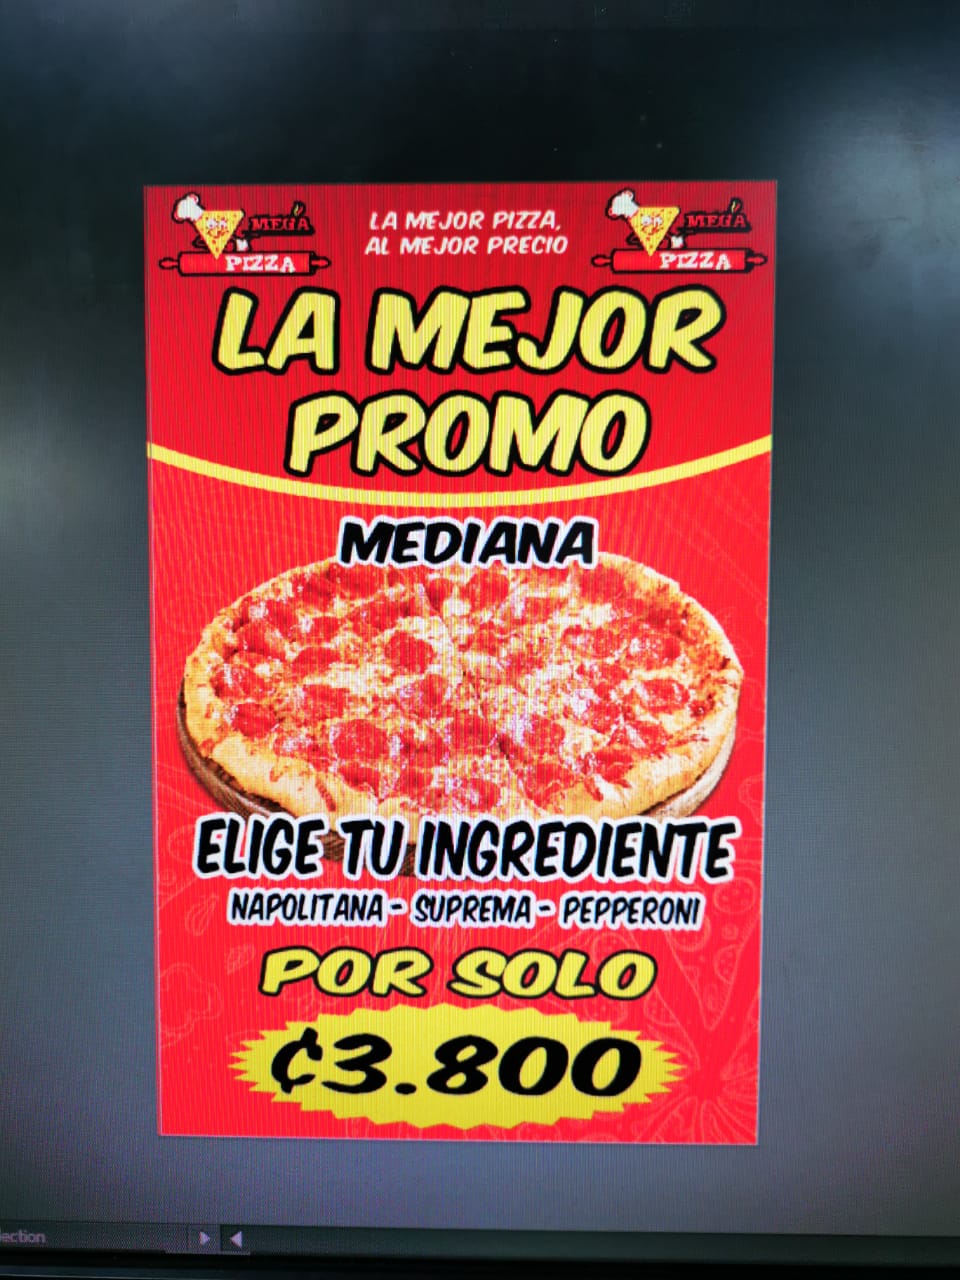 MEGA
PIZZA
LA MEJOR PIZZA,
AL MEJOR PRECIO
MEGA
PIZZA
LA MEJOR
PROMO
MEDIANA
ELIGE TU INGREDIENTE
NAPOLITANA - SUPREMA - PEPPERONI
POR SOLO
₡3.800
lection